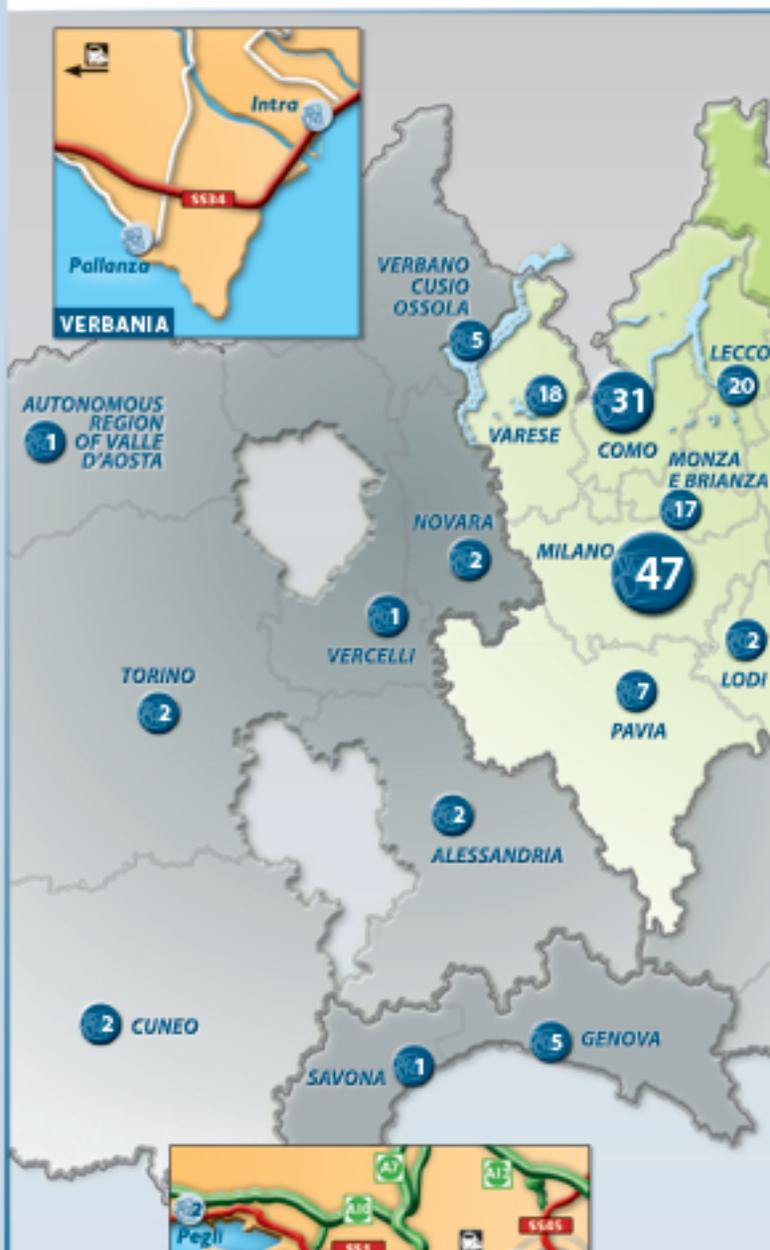 Intra
SS34
Pallanza
VERBANIA
VERBANO
CUSIO
OSSOLA
5
18
VARESE
31
COMO
LECCO
20
AUTONOMOUS
REGION
OF VALLE
D'AOSTA
1
MONZA
E BRIANZA
17
NOVARA
2
MILANO
47
1
VERCELLI
2
LODI
TORINO
2
7
PAVIA
2
ALESSANDRIA
2
CUNEO
5
GENOVA
SAVONA
1
A7
A12
2
Pegli
A10
SS45